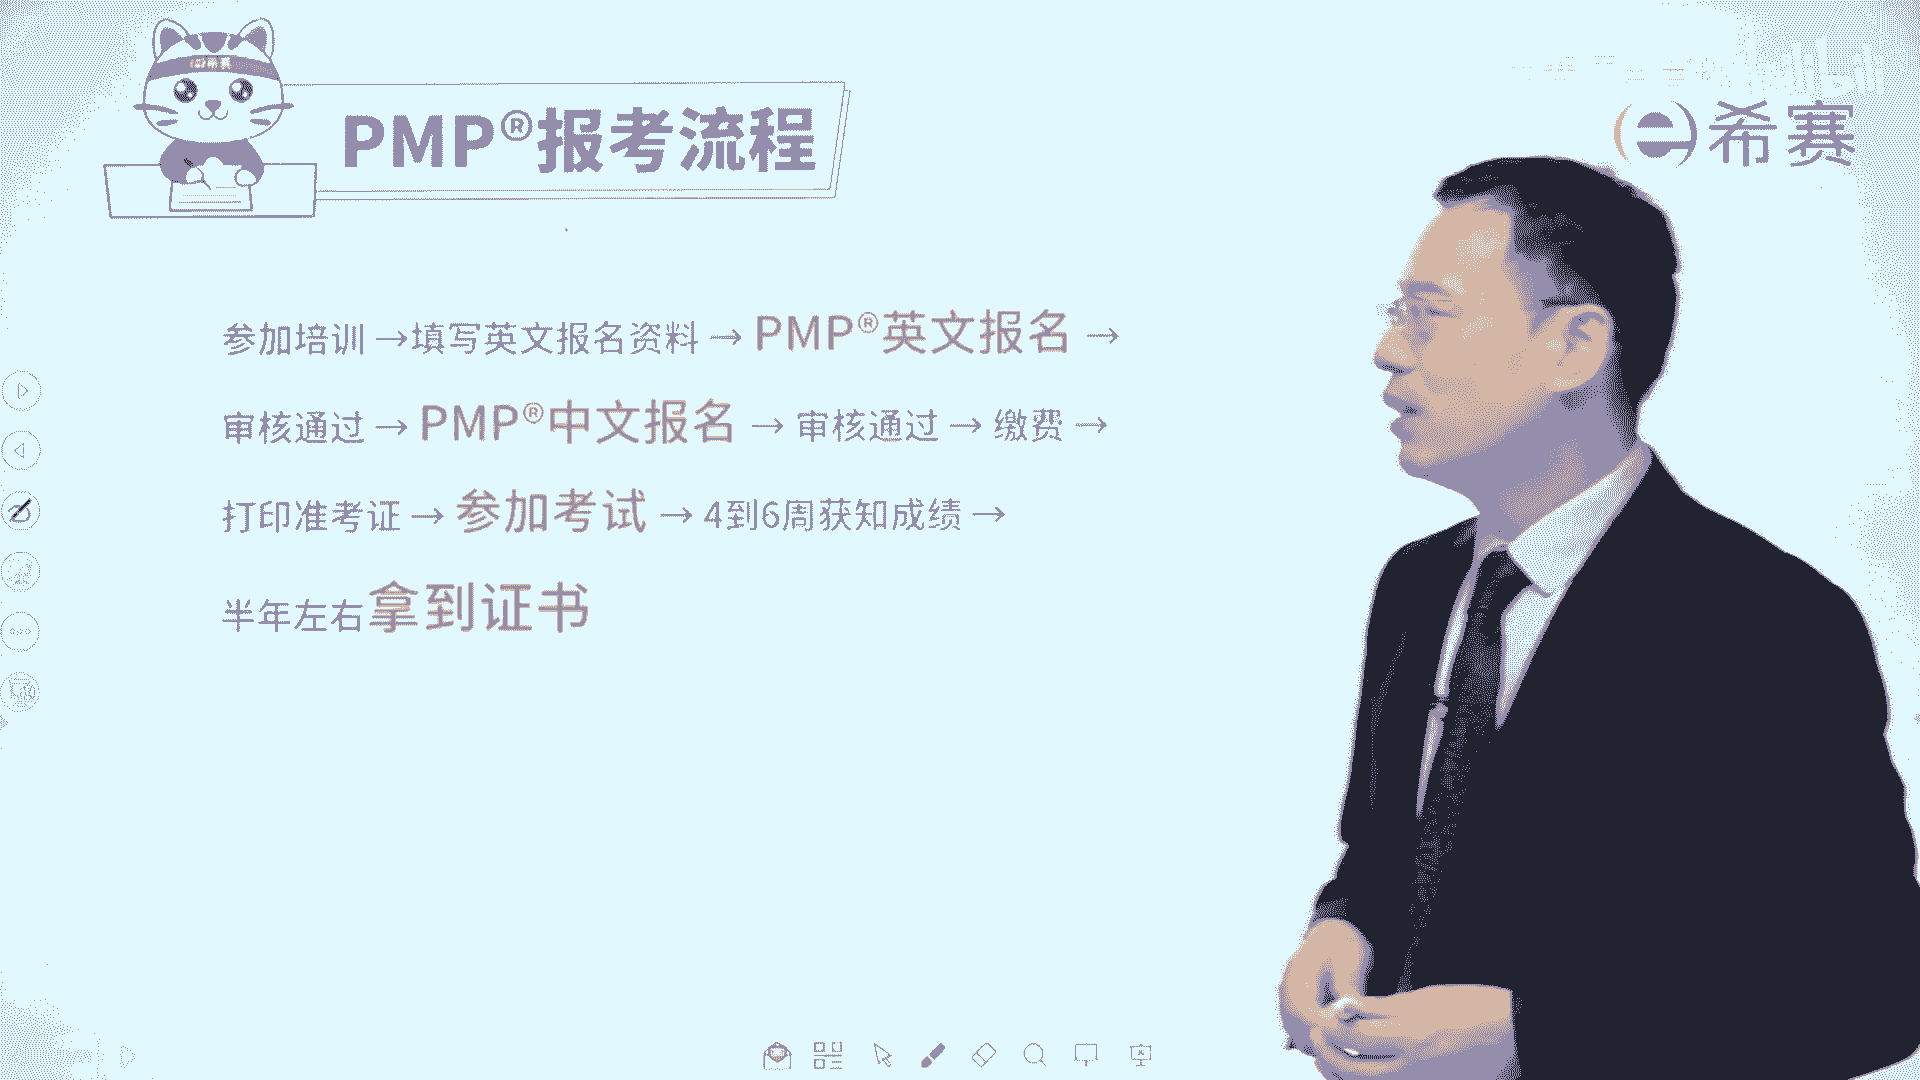 PMP®报考流程
希赛
参加培训 →填写英文报名资料 → PMP®英文报名 →
审核通过 → PMP®中文报名 → 审核通过 → 缴费 →
打印准考证 → 参加考试 → 4到6周获知成绩 →
半年左右拿到证书